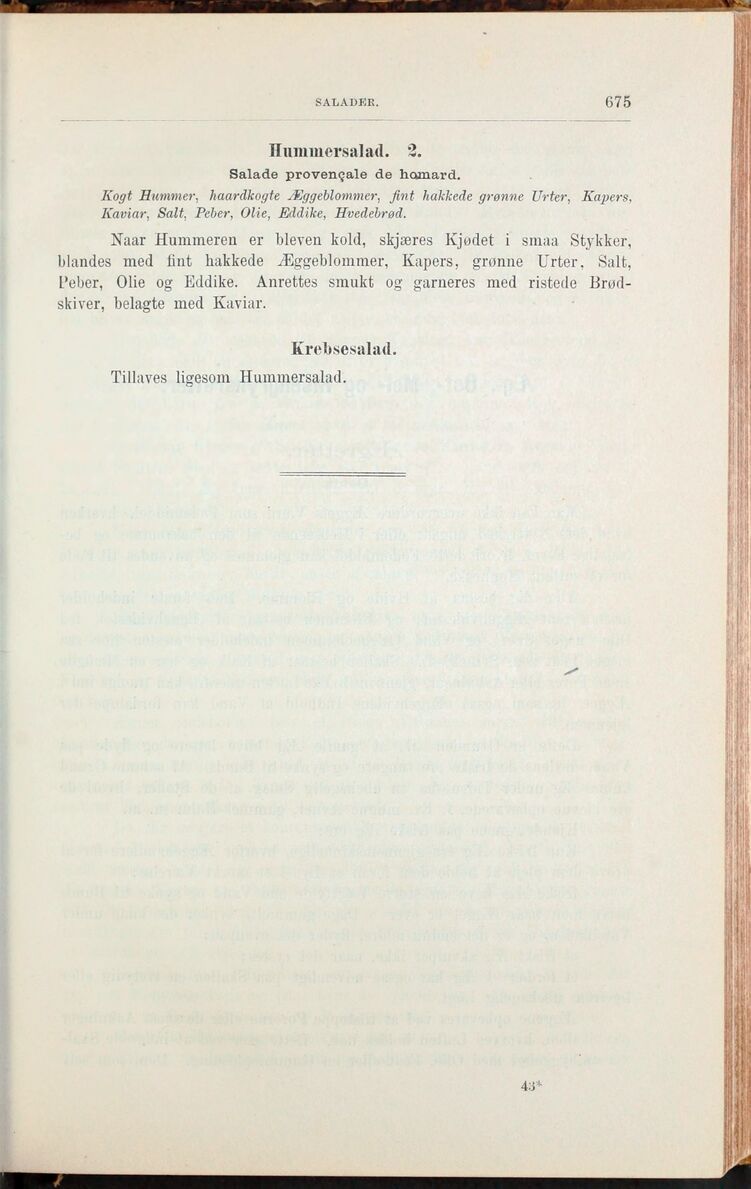 SALADER. 675
Hummersalad. 2.
Salade provençale de homard.
Kogt Hummer, haardkogte Æggeblommer, fint hakkede grønne Urter, Kapers,
Kaviar, Salt, Peber, Olie, Eddike, Hvedebrød.
Naar Hummeren er bleven kold, skjæres Kjødet i smaa Stykker,
blandes med fint hakkede Æggeblommer, Kapers, grønne Urter, Salt,
Peber, Olie og Eddike. Anrettes smukt og garneres med ristede Brød-
skiver, belagte med Kaviar.
Krebsesalad.
Tillaves ligesom Hummersalad.
43*